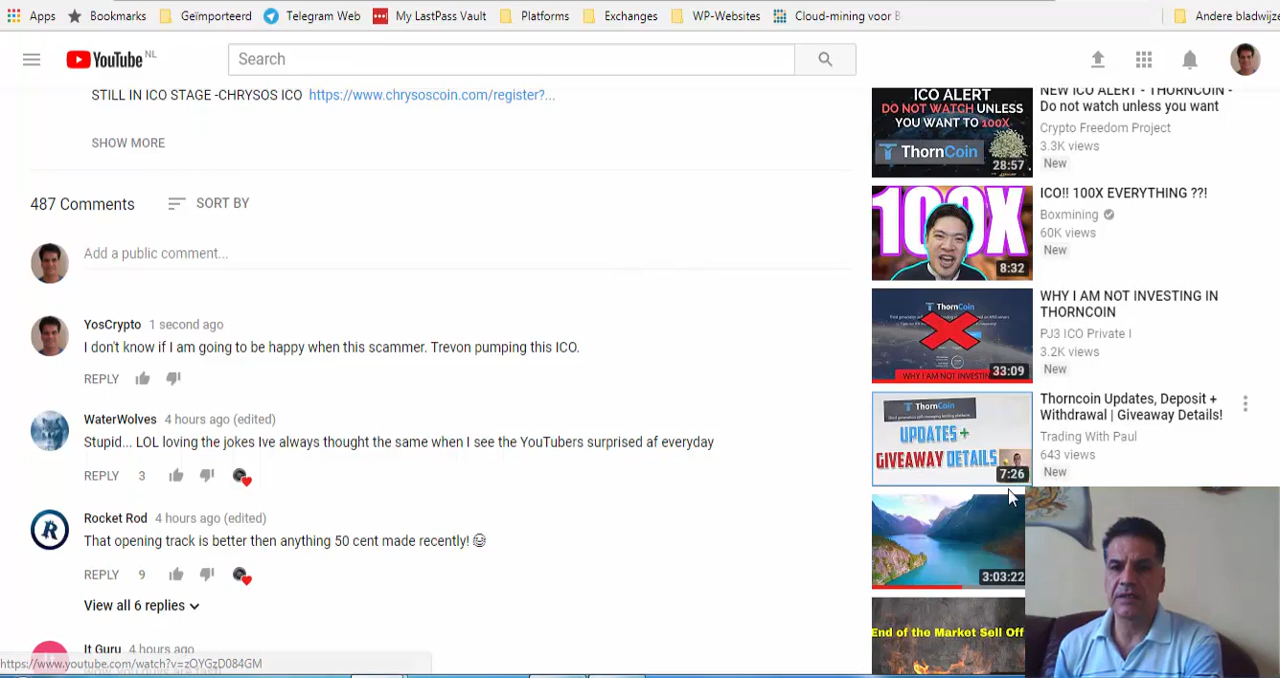 Apps Bookmarks Geïmporteerd Telegram Web My LastPass Vault Platforms Exchanges WP-Websites Cloud-mining voor B Andere bladwijze
YouTube NL
Search
STILL IN ICO STAGE -CHRYSOS ICO https://www.chrysoscoin.com/register?...
SHOW MORE
487 Comments SORT BY
Add a public comment...
YosCrypto 1 second ago
I don't know if I am going to be happy when this scammer. Trevon pumping this ICO.
REPLY
WaterWolves 4 hours ago (edited)
Stupid... LOL loving the jokes Ive always thought the same when I see the YouTubers surprised af everyday
REPLY 3
Rocket Rod 4 hours ago (edited)
That opening track is better then anything 50 cent made recently! 😂
REPLY 9
View all 6 replies
It Guru 4 hours ago
https://www.youtube.com/watch?v=zOYGzD084GM
ICO ALERT
DO NOT WATCH UNLESS
YOU WANT TO 100X
ThornCoin
28:57
NEW ICO ALERT - THORNCOIN -
Do not watch unless you want
Crypto Freedom Project
3.3K views
New
100X
8:32
ICO!! 100X EVERYTHING ??!
Boxmining
60K views
New
ThornCoin
WHY I AM NOT INVESTIN
33:09
WHY I AM NOT INVESTING IN
THORNCOIN
PJ3 ICO Private I
3.2K views
New
ThornCoin
UPDATES+
GIVEAWAY DETAILS
7:26
Thorncoin Updates, Deposit +
Withdrawal | Giveaway Details!
Trading With Paul
643 views
New
3:03:22
End of the Market Sell Off